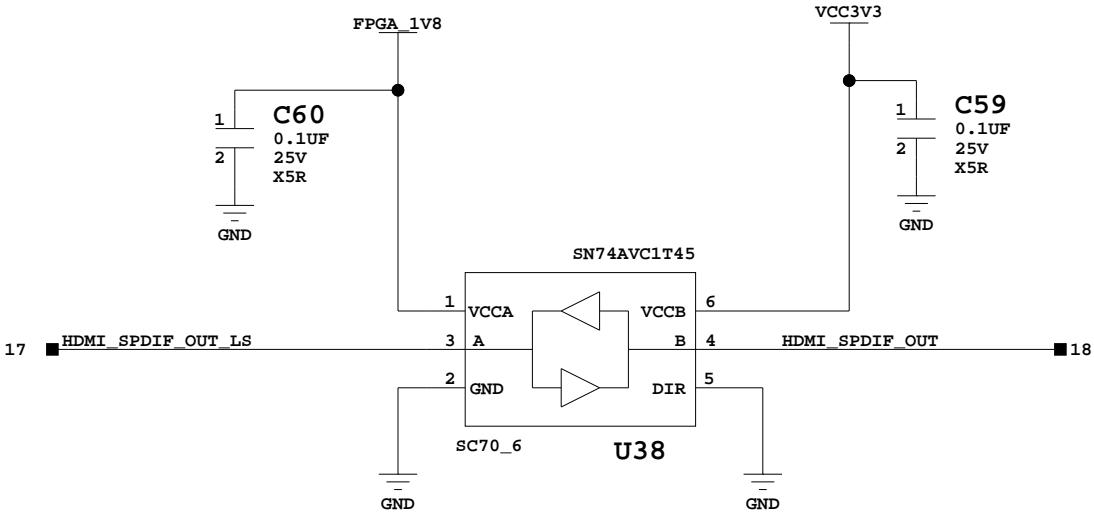 FPGA_1V8
VCC3V3
1
C60
0.1UF
2
25V
X5R
GND
1
C59
0.1UF
2
25V
X5R
GND
SN74AVC1T45
1
VCCA
VCCB
6
17
HDMI_SPDIF_OUT_LS
3
A
B
4
HDMI_SPDIF_OUT
18
2
GND
DIR
5
SC70_6
U38
GND
GND